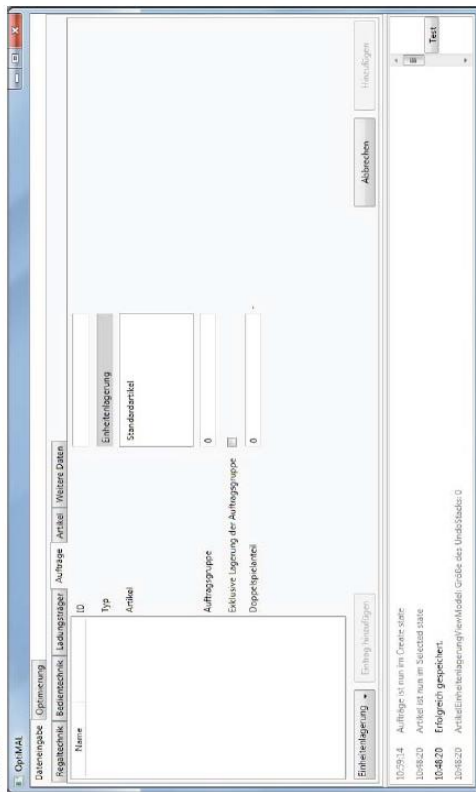 OptMAL
Dateneingabe Optimierung
Regaltechnik Bedientechnik Ladungsträger Aufträge Artikel Weitere Daten
Name
ID
Typ Einheitenlagerung
Artikel Standardartikel
Auftragsgruppe 0
Exklusive Lagerung der Auftragsgruppe
Doppelspielanteil 0
Einheitenlagerung Eintrag hinzufügen
Abbrechen Hinzufügen
10:59:14 Aufträge ist nun im Create state
10:48:20 Artikel ist nun im Selected state
10:48:20 Erfolgreich gespeichert.
10:48:20 ArtikelEinheitenlagerungViewModel: Größe des UndoStacks: 0
Test